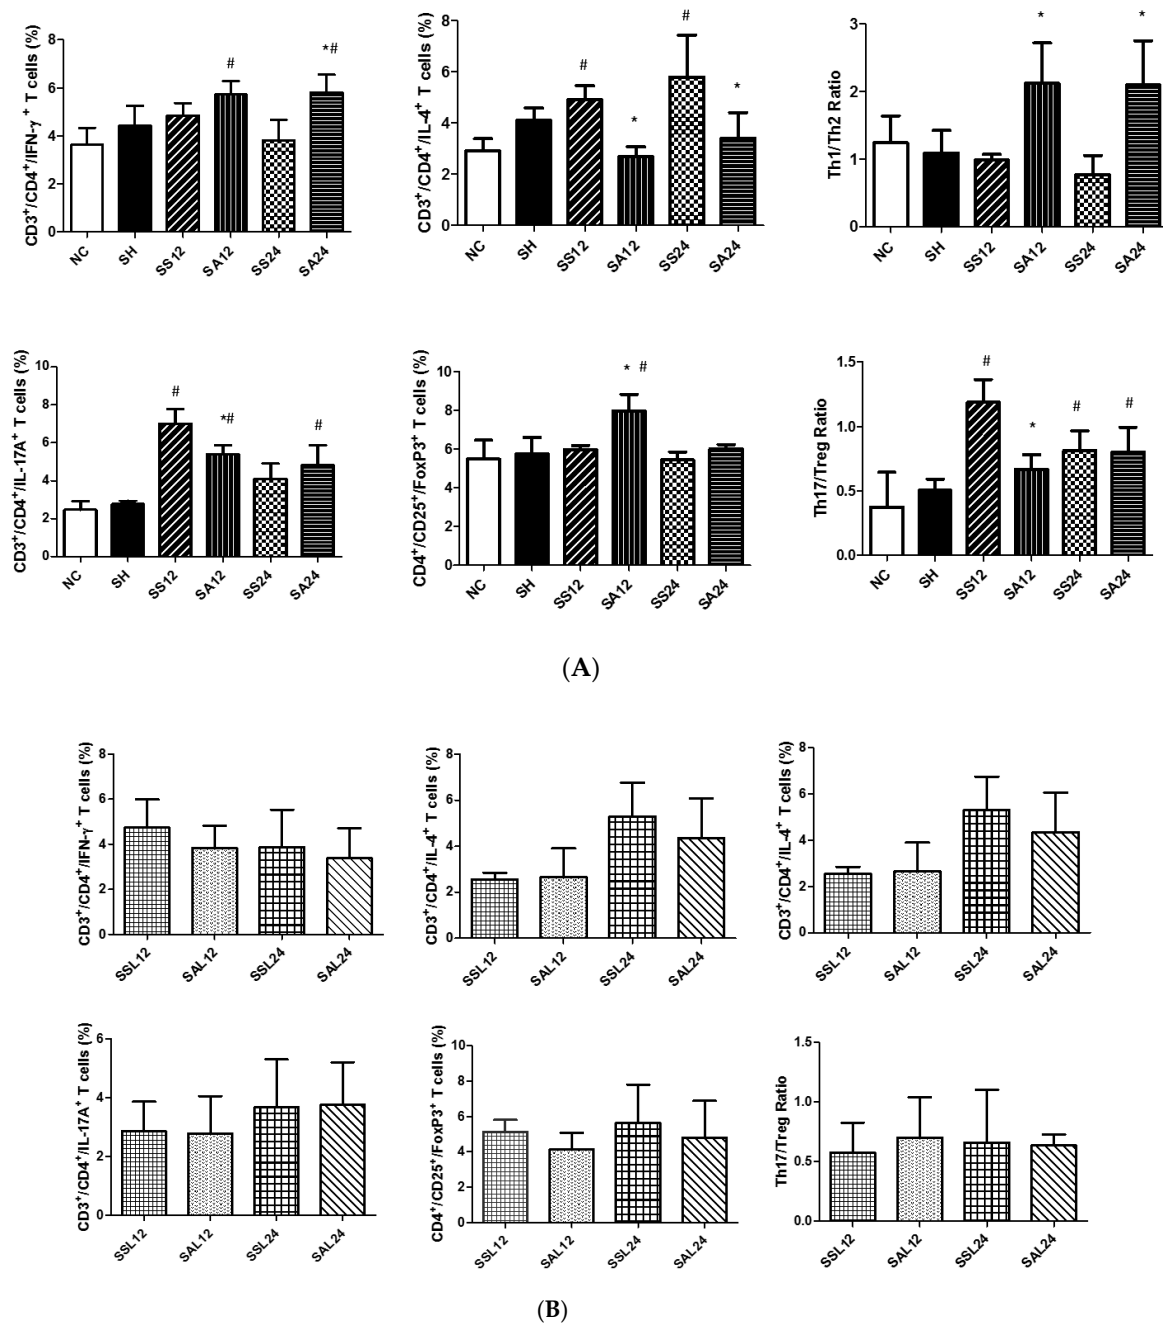 CD3+/CD4+/IFN-γ + T cells (%)
8
6
4
2
0
#
*#
NC
SH
SS12
SA12
SS24
SA24
CD3+/CD4+/IL-4+ T cells (%)
8
6
4
2
0
#
*
#
*
NC
SH
SS12
SA12
SS24
SA24
Th1/Th2 Ratio
3
2
1
0
*
*
NC
SH
SS12
SA12
SS24
SA24
CD3+/CD4+/IL-17A+ T cells (%)
10
8
6
4
2
0
#
*#
#
NC
SH
SS12
SA12
SS24
SA24
CD4+/CD25+/FoxP3+ T cells (%)
10
8
6
4
2
0
* #
NC
SH
SS12
SA12
SS24
SA24
Th17/Treg Ratio
1.5
1.0
0.5
0.0
#
*
#
#
NC
SH
SS12
SA12
SS24
SA24
(A)
CD3+/CD4+/IFN-γ+ T cells (%)
8
6
4
2
0
SSL12
SAL12
SSL24
SAL24
CD3+/CD4+/IL-4+ T cells (%)
8
6
4
2
0
SSL12
SAL12
SSL24
SAL24
CD3+/CD4+/IL-4+ T cells (%)
8
6
4
2
0
SSL12
SAL12
SSL24
SAL24
CD3+/CD4+/IL-17A+ T cells (%)
6
4
2
0
SSL12
SAL12
SSL24
SAL24
CD4+/CD25+/FoxP3+ T cells (%)
10
8
6
4
2
0
SSL12
SAL12
SSL24
SAL24
Th17/Treg Ratio
1.5
1.0
0.5
0.0
SSL12
SAL12
SSL24
SAL24
(B)